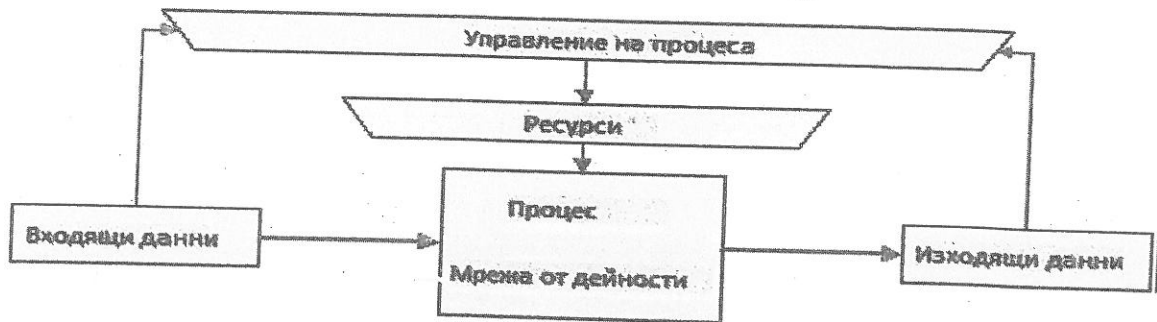 Управление на процеса
Ресурси
Процес
Входящи данни
Мрежа от дейности
Изходящи данни